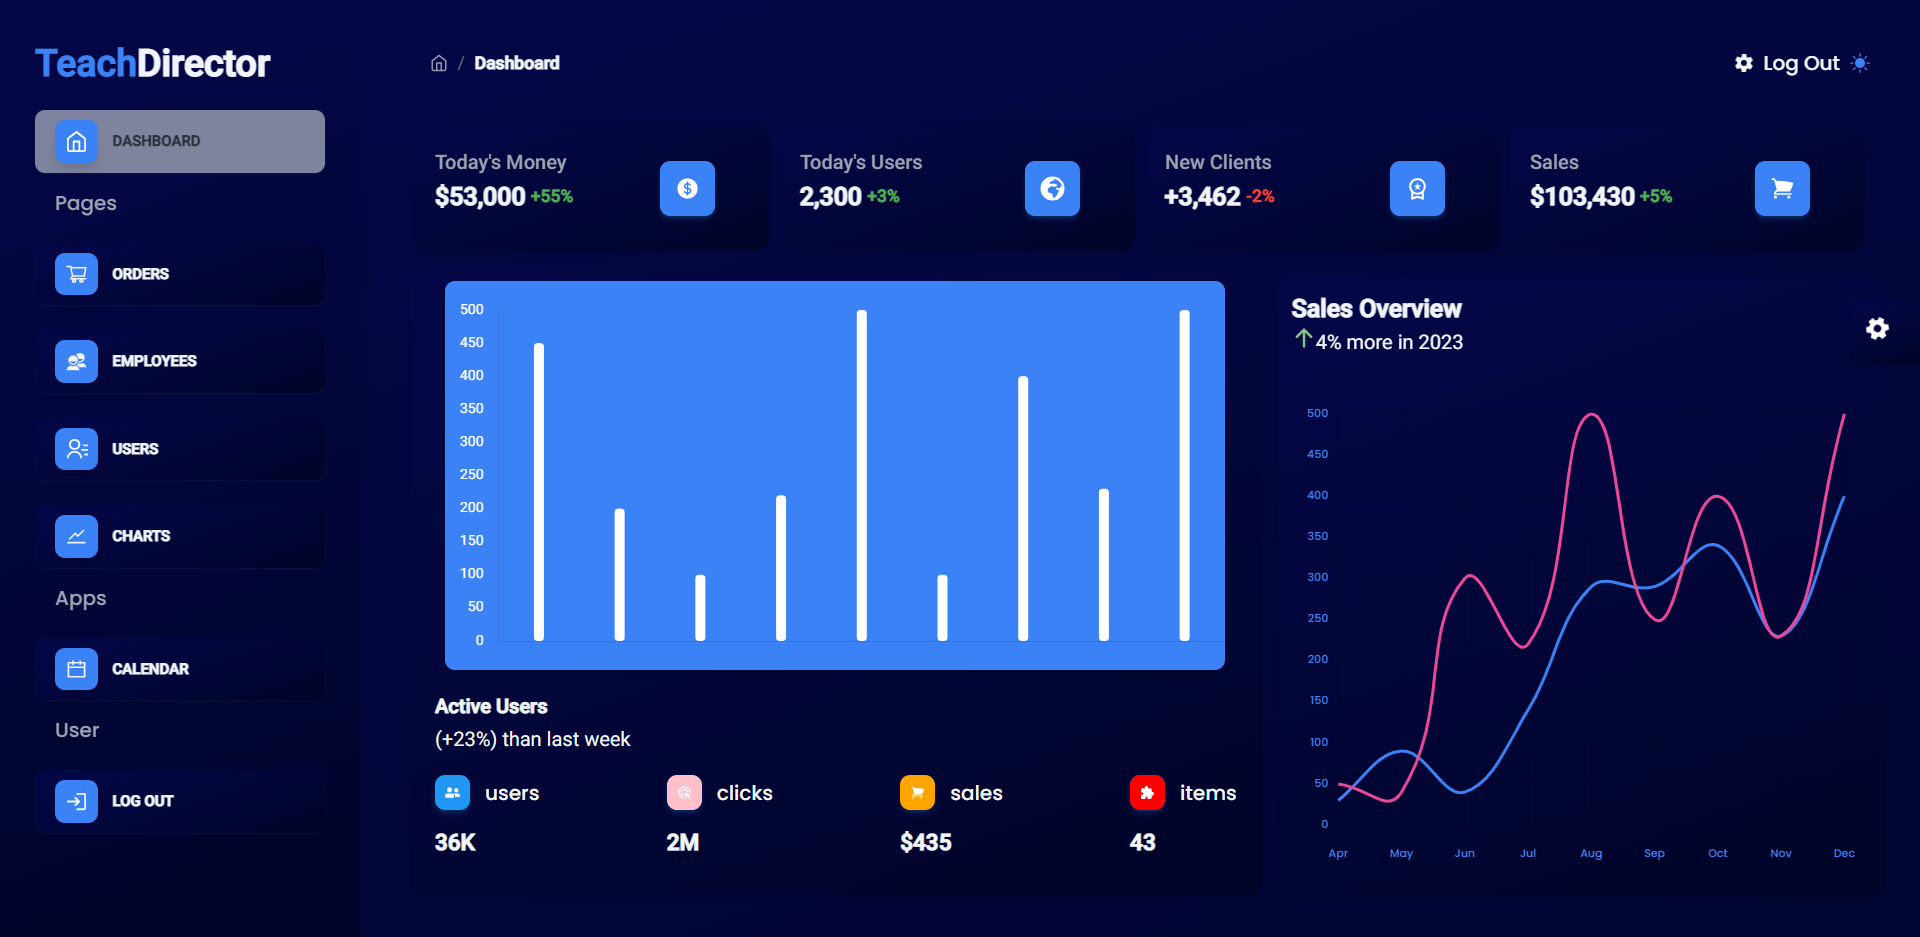 TeachDirector
DASHBOARD
Pages
ORDERS
EMPLOYEES
USERS
CHARTS
Apps
CALENDAR
User
LOG OUT
/ Dashboard
Log Out
Today's Money
$53,000 +55%
Today's Users
2,300 +3%
New Clients
+3,462 -2%
Sales
$103,430 +5%
500
450
400
350
300
250
200
150
100
50
0
Active Users
(+23%) than last week
users
36K
clicks
2M
sales
$435
items
43
Sales Overview
4% more in 2023
500
450
400
350
300
250
200
150
100
50
0
Apr May Jun Jul Aug Sep Oct Nov Dec